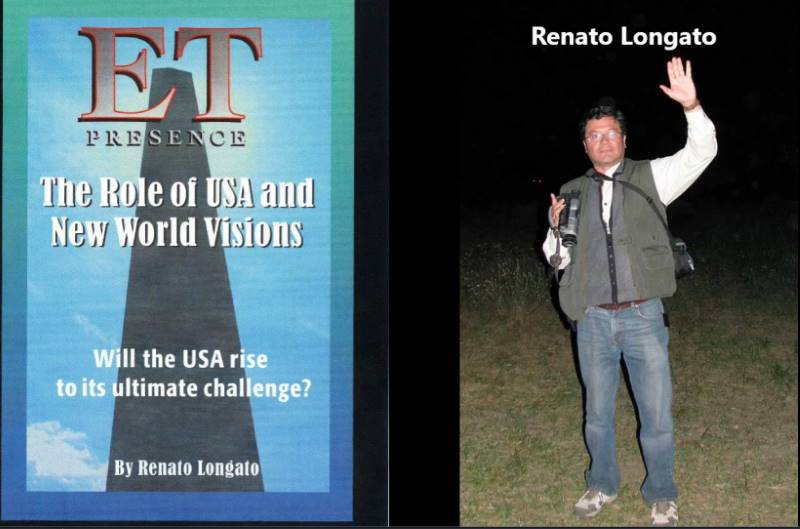 ET
PRESENCE
The Role of USA and
New World Visions
Will the USA rise
to its ultimate challenge?
By Renato Longato
Renato Longato